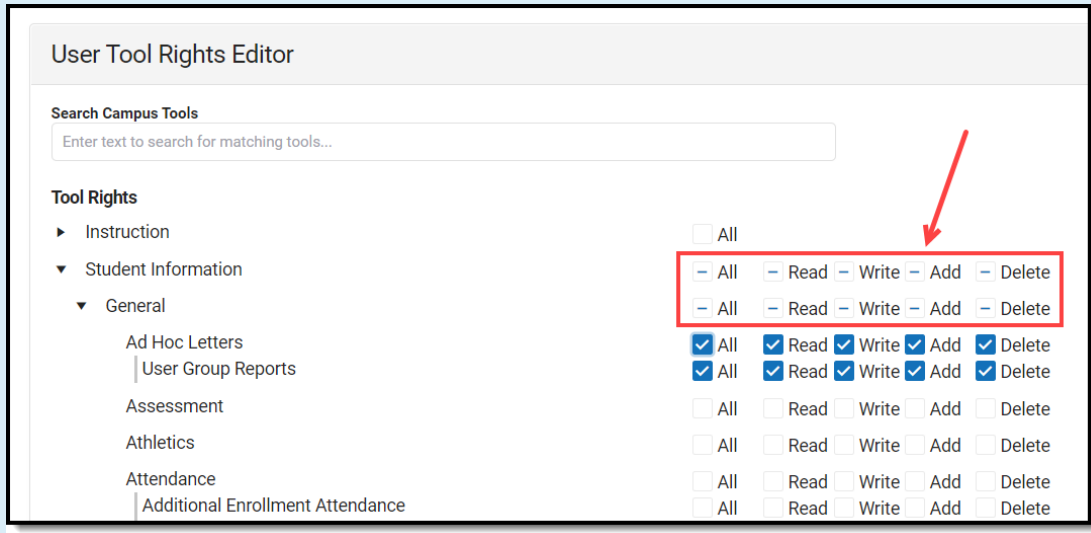 User Tool Rights Editor
Search Campus Tools
Enter text to search for matching tools...
Tool Rights
Instruction All
Student Information All Read Write Add Delete
General All Read Write Add Delete
Ad Hoc Letters All Read Write Add Delete
User Group Reports All Read Write Add Delete
Assessment All Read Write Add Delete
Athletics All Read Write Add Delete
Attendance All Read Write Add Delete
Additional Enrollment Attendance All Read Write Add Delete